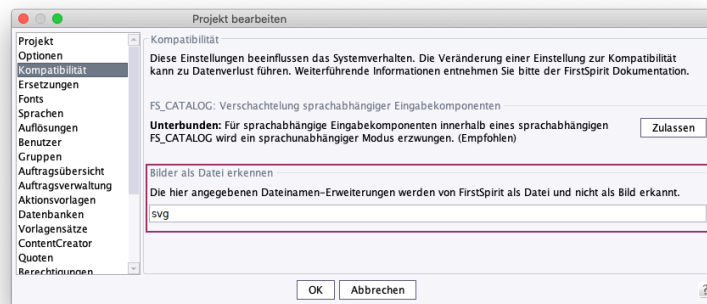 Projekt bearbeiten
Projekt
Optionen
Kompatibilität
Ersetzungen
Fonts
Sprachen
Auflösungen
Benutzer
Gruppen
Auftragsübersicht
Auftragsverwaltung
Aktionsvorlagen
Datenbanken
Vorlagensätze
ContentCreator
Quoten
Berechtigungen
Kompatibilität
Diese Einstellungen beeinflussen das Systemverhalten. Die Veränderung einer Einstellung zur Kompatibilität
kann zu Datenverlust führen. Weiterführende Informationen entnehmen Sie bitte der FirstSpirit Dokumentation.
FS_CATALOG: Verschachtelung sprachabhängiger Eingabekomponenten
Unterbunden: Für sprachabhängige Eingabekomponenten innerhalb eines sprachabhängigen
FS_CATALOG wird ein sprachunabhängiger Modus erzwungen. (Empfohlen)
Zulassen
Bilder als Datei erkennen
Die hier angegebenen Dateinamen-Erweiterungen werden von FirstSpirit als Datei und nicht als Bild erkannt.
svg
OK
Abbrechen
?